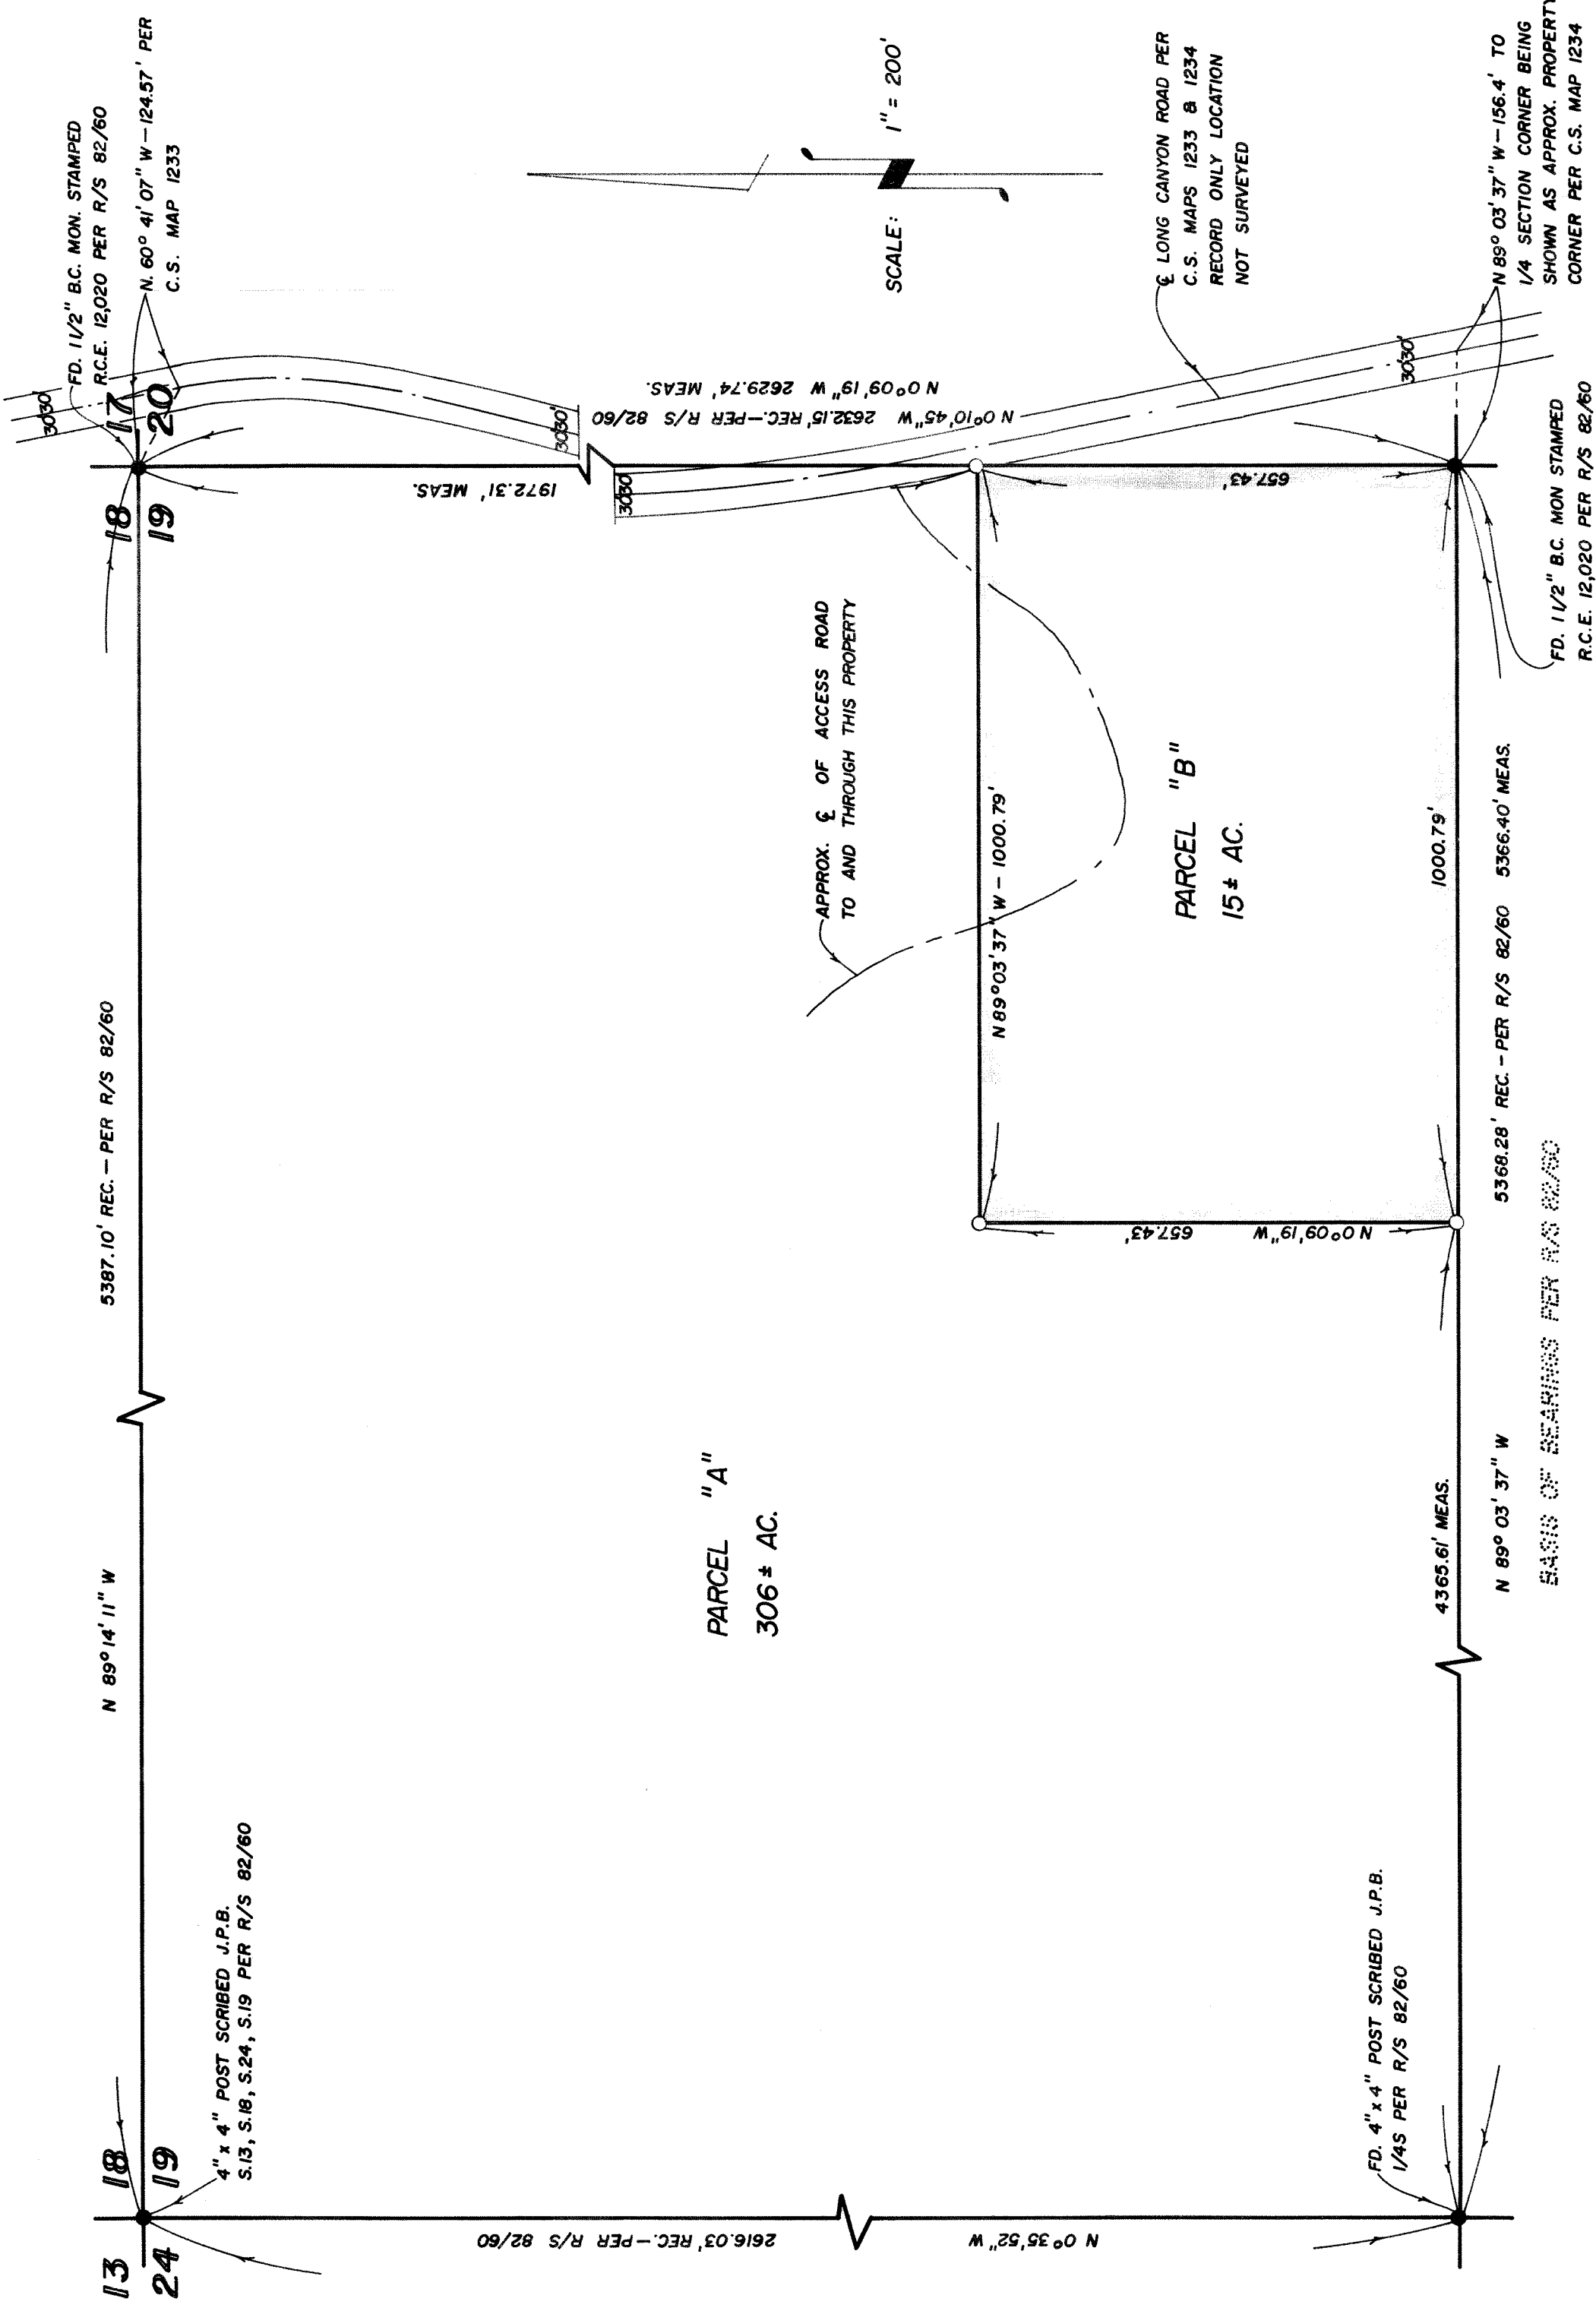 13
18
24
19
4" x 4" POST SCRIBED J.P.B.
S.13, S.18, S.24, S.19 PER R/S 82/60
N 89° 14' 11" W
5387.10' REC. - PER R/S 82/60
18
17
19
20
FD. 1 1/2" B.C. MON. STAMPED
R.C.E. 12,020 PER R/S 82/60
N. 60° 41' 07" W - 124.57' PER
C.S. MAP 1233
30'
30'
30'
30'
30'
30'
1972.31' MEAS.
N 0°10'45" W 2632.15' REC.-PER R/S 82/60
N 0°09'19" W 2629.74' MEAS.
SCALE: 1" = 200'
2616.03' REC.-PER R/S 82/60
N 0°35'52" W
PARCEL "A"
306 ± AC.
APPROX. ℄ OF ACCESS ROAD
TO AND THROUGH THIS PROPERTY
℄ LONG CANYON ROAD PER
C.S. MAPS 1233 & 1234
RECORD ONLY LOCATION
NOT SURVEYED
N 89°03'37" W - 1000.79'
657.43'
N 0°09'19" W
657.43'
PARCEL "B"
15 ± AC.
1000.79'
30'
30'
FD. 4" x 4" POST SCRIBED J.P.B.
1/4S PER R/S 82/60
4365.61' MEAS.
N 89° 03' 37" W
5368.28' REC. - PER R/S 82/60 5366.40' MEAS.
BASIS OF BEARINGS PER R/S 82/60
FD. 1 1/2" B.C. MON STAMPED
R.C.E. 12,020 PER R/S 82/60
N 89° 03' 37" W - 156.4' TO
1/4 SECTION CORNER BEING
SHOWN AS APPROX. PROPERTY
CORNER PER C.S. MAP 1234